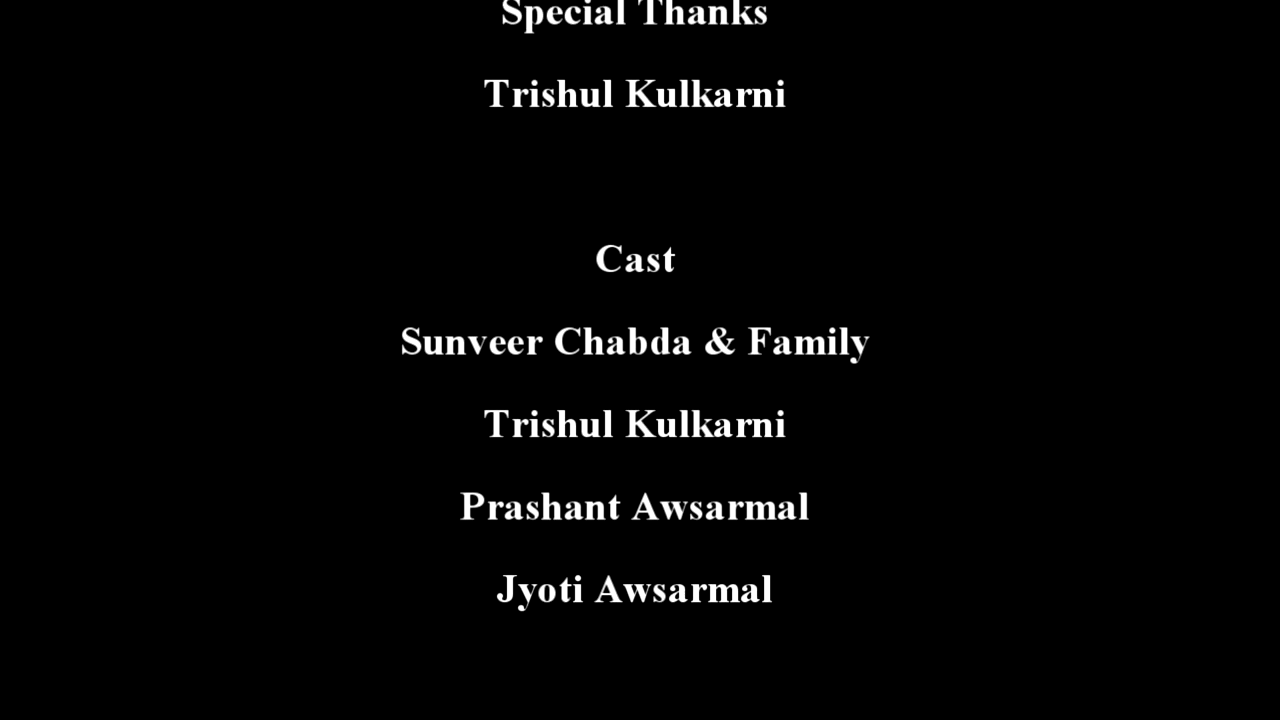 Special Thanks
Trishul Kulkarni
Cast
Sunveer Chabda & Family
Trishul Kulkarni
Prashant Awsarmal
Jyoti Awsarmal